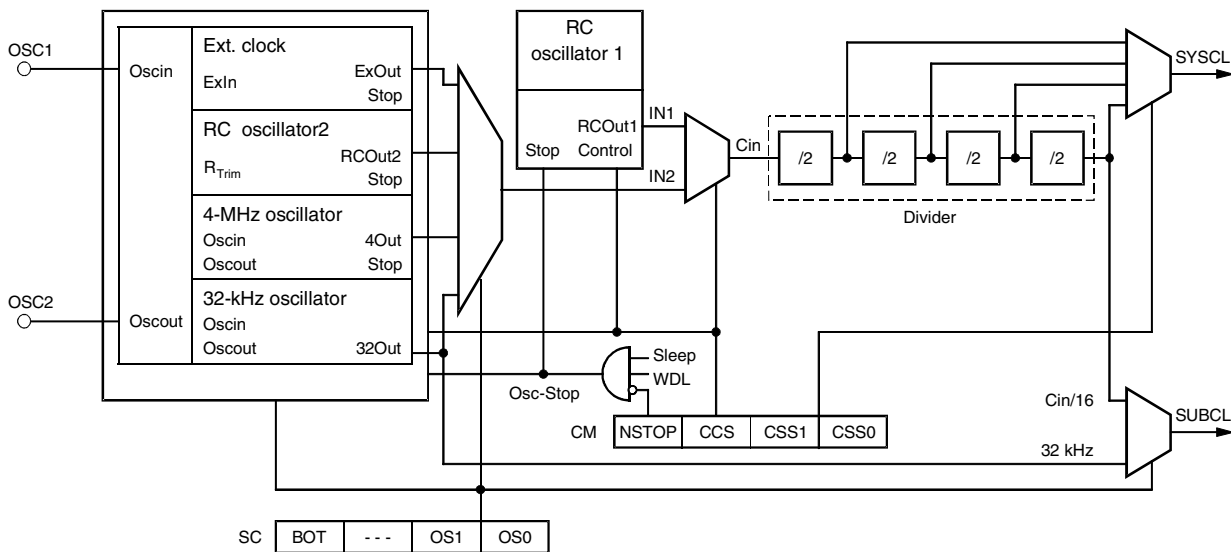 OSC1
Oscin
Ext. clock
ExIn
ExOut
Stop
RC oscillator2
RTrim
RCOut2
Stop
4-MHz oscillator
Oscin
Oscout
4Out
Stop
32-kHz oscillator
Oscin
Oscout
32Out
OSC2
Oscout
RC
oscillator 1
RCOut1
Stop
Control
IN1
IN2
Cin
/2
/2
/2
/2
Divider
SYSCL
Sleep
WDL
Osc-Stop
CM
NSTOP
CCS
CSS1
CSS0
Cin/16
32 kHz
SUBCL
SC
BOT
- - -
OS1
OS0